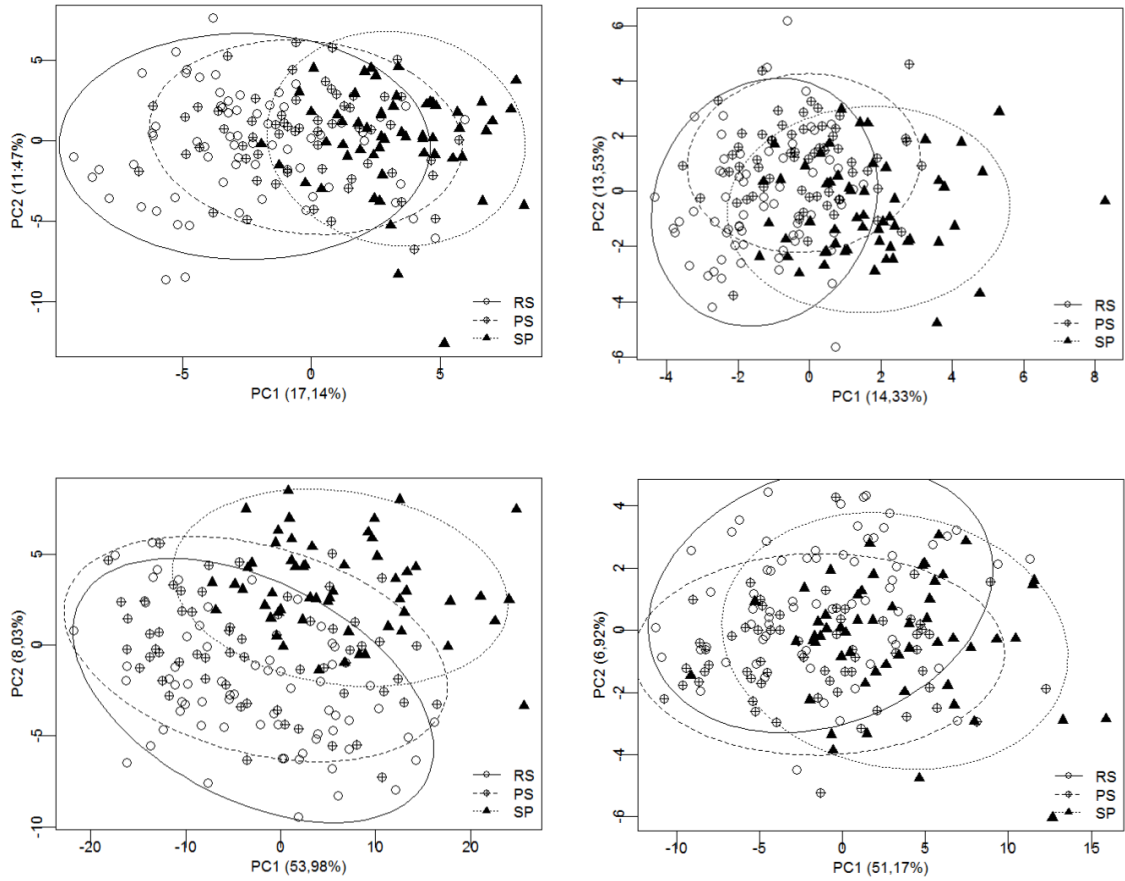 5
0
-5
-10
PC2 (11.47%)
RS
PS
SP
-5 0 5
PC1 (17,14%)
6
4
2
0
-2
-4
-6
PC2 (13,53%)
RS
PS
SP
-4 -2 0 2 4 6 8
PC1 (14,33%)
5
0
-5
-10
PC2 (8.03%)
RS
PS
SP
-20 -10 0 10 20
PC1 (53,98%)
4
2
0
-2
-4
-6
PC2 (6,92%)
RS
PS
SP
-10 -5 0 5 10 15
PC1 (51,17%)